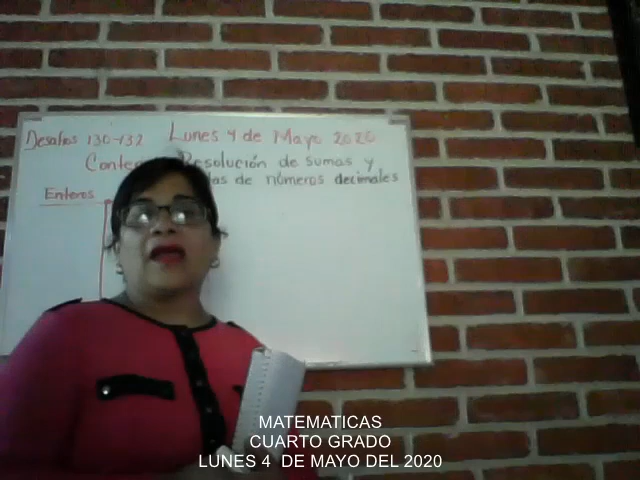 Desafíos 130-132 Lunes 4 de Mayo 2020
Resolución de sumas y
de números decimales
Enteros
MATEMATICAS
CUARTO GRADO
LUNES 4 DE MAYO DEL 2020